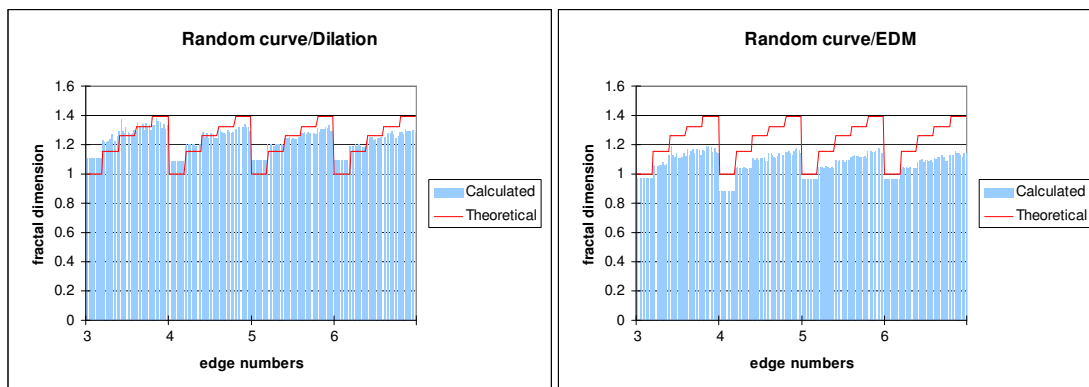 Random curve/Dilation
1.6
1.4
1.2
1
0.8
0.6
0.4
0.2
0
3 4 5 6
fractal dimension
edge numbers
Calculated
Theoretical
Random curve/EDM
1.6
1.4
1.2
1
0.8
0.6
0.4
0.2
0
3 4 5 6
fractal dimension
edge numbers
Calculated
Theoretical